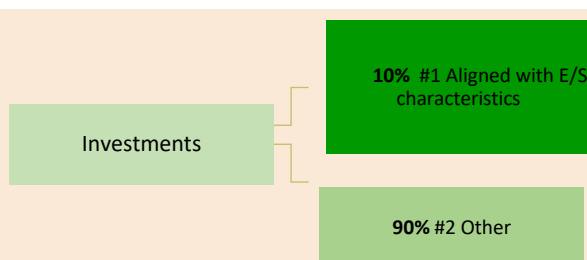 Investments
10% #1 Aligned with E/S
characteristics
90% #2 Other